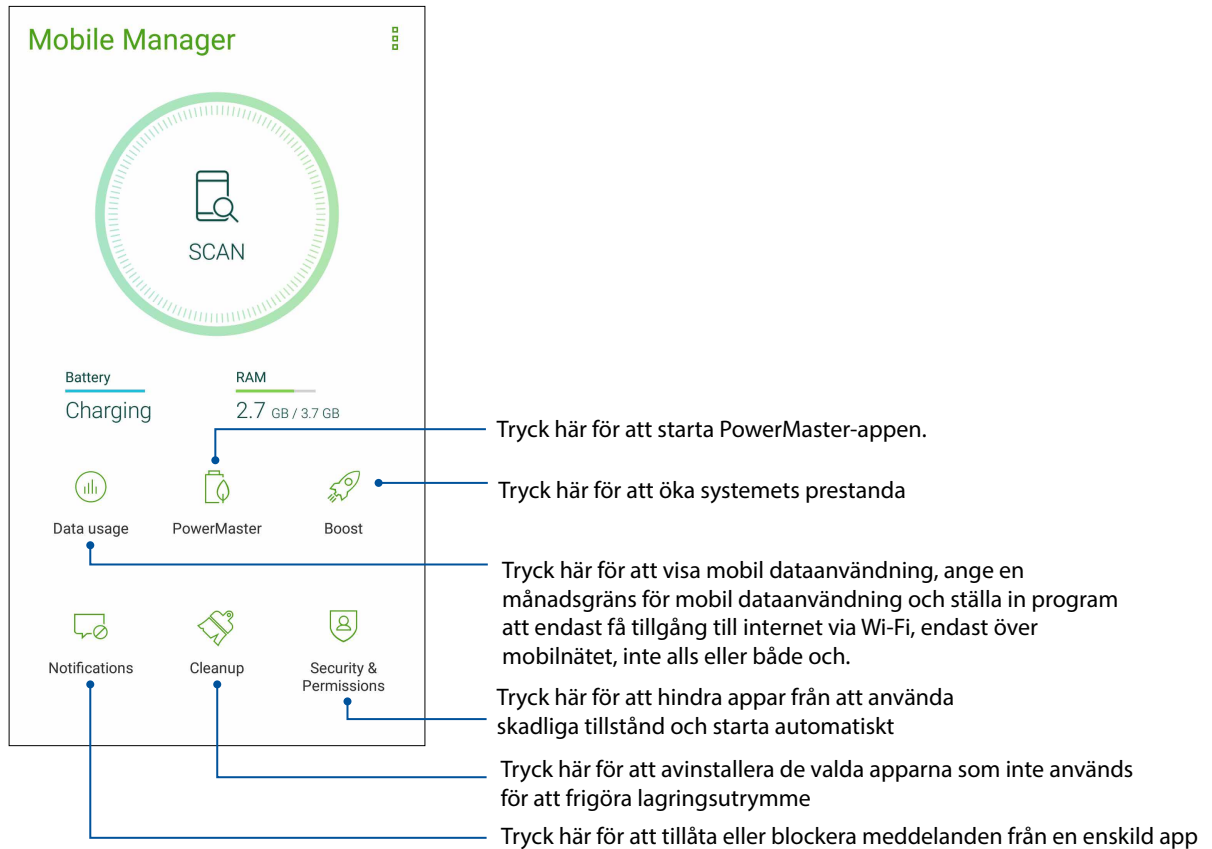 Mobile Manager
SCAN
Battery
RAM
Charging
2.7 GB / 3.7 GB
Tryck här för att starta PowerMaster-appen.
Tryck här för att öka systemets prestanda
Data usage
PowerMaster
Boost
Tryck här för att visa mobil dataanvändning, ange en
månadsgräns för mobil dataanvändning och ställa in program
att endast få tillgång till internet via Wi-Fi, endast över
mobilnätet, inte alls eller både och.
Notifications
Cleanup
Security &
Permissions
Tryck här för att hindra appar från att använda
skadliga tillstånd och starta automatiskt
Tryck här för att avinstallera de valda apparna som inte används
för att frigöra lagringsutrymme
Tryck här för att tillåta eller blockera meddelanden från en enskild app